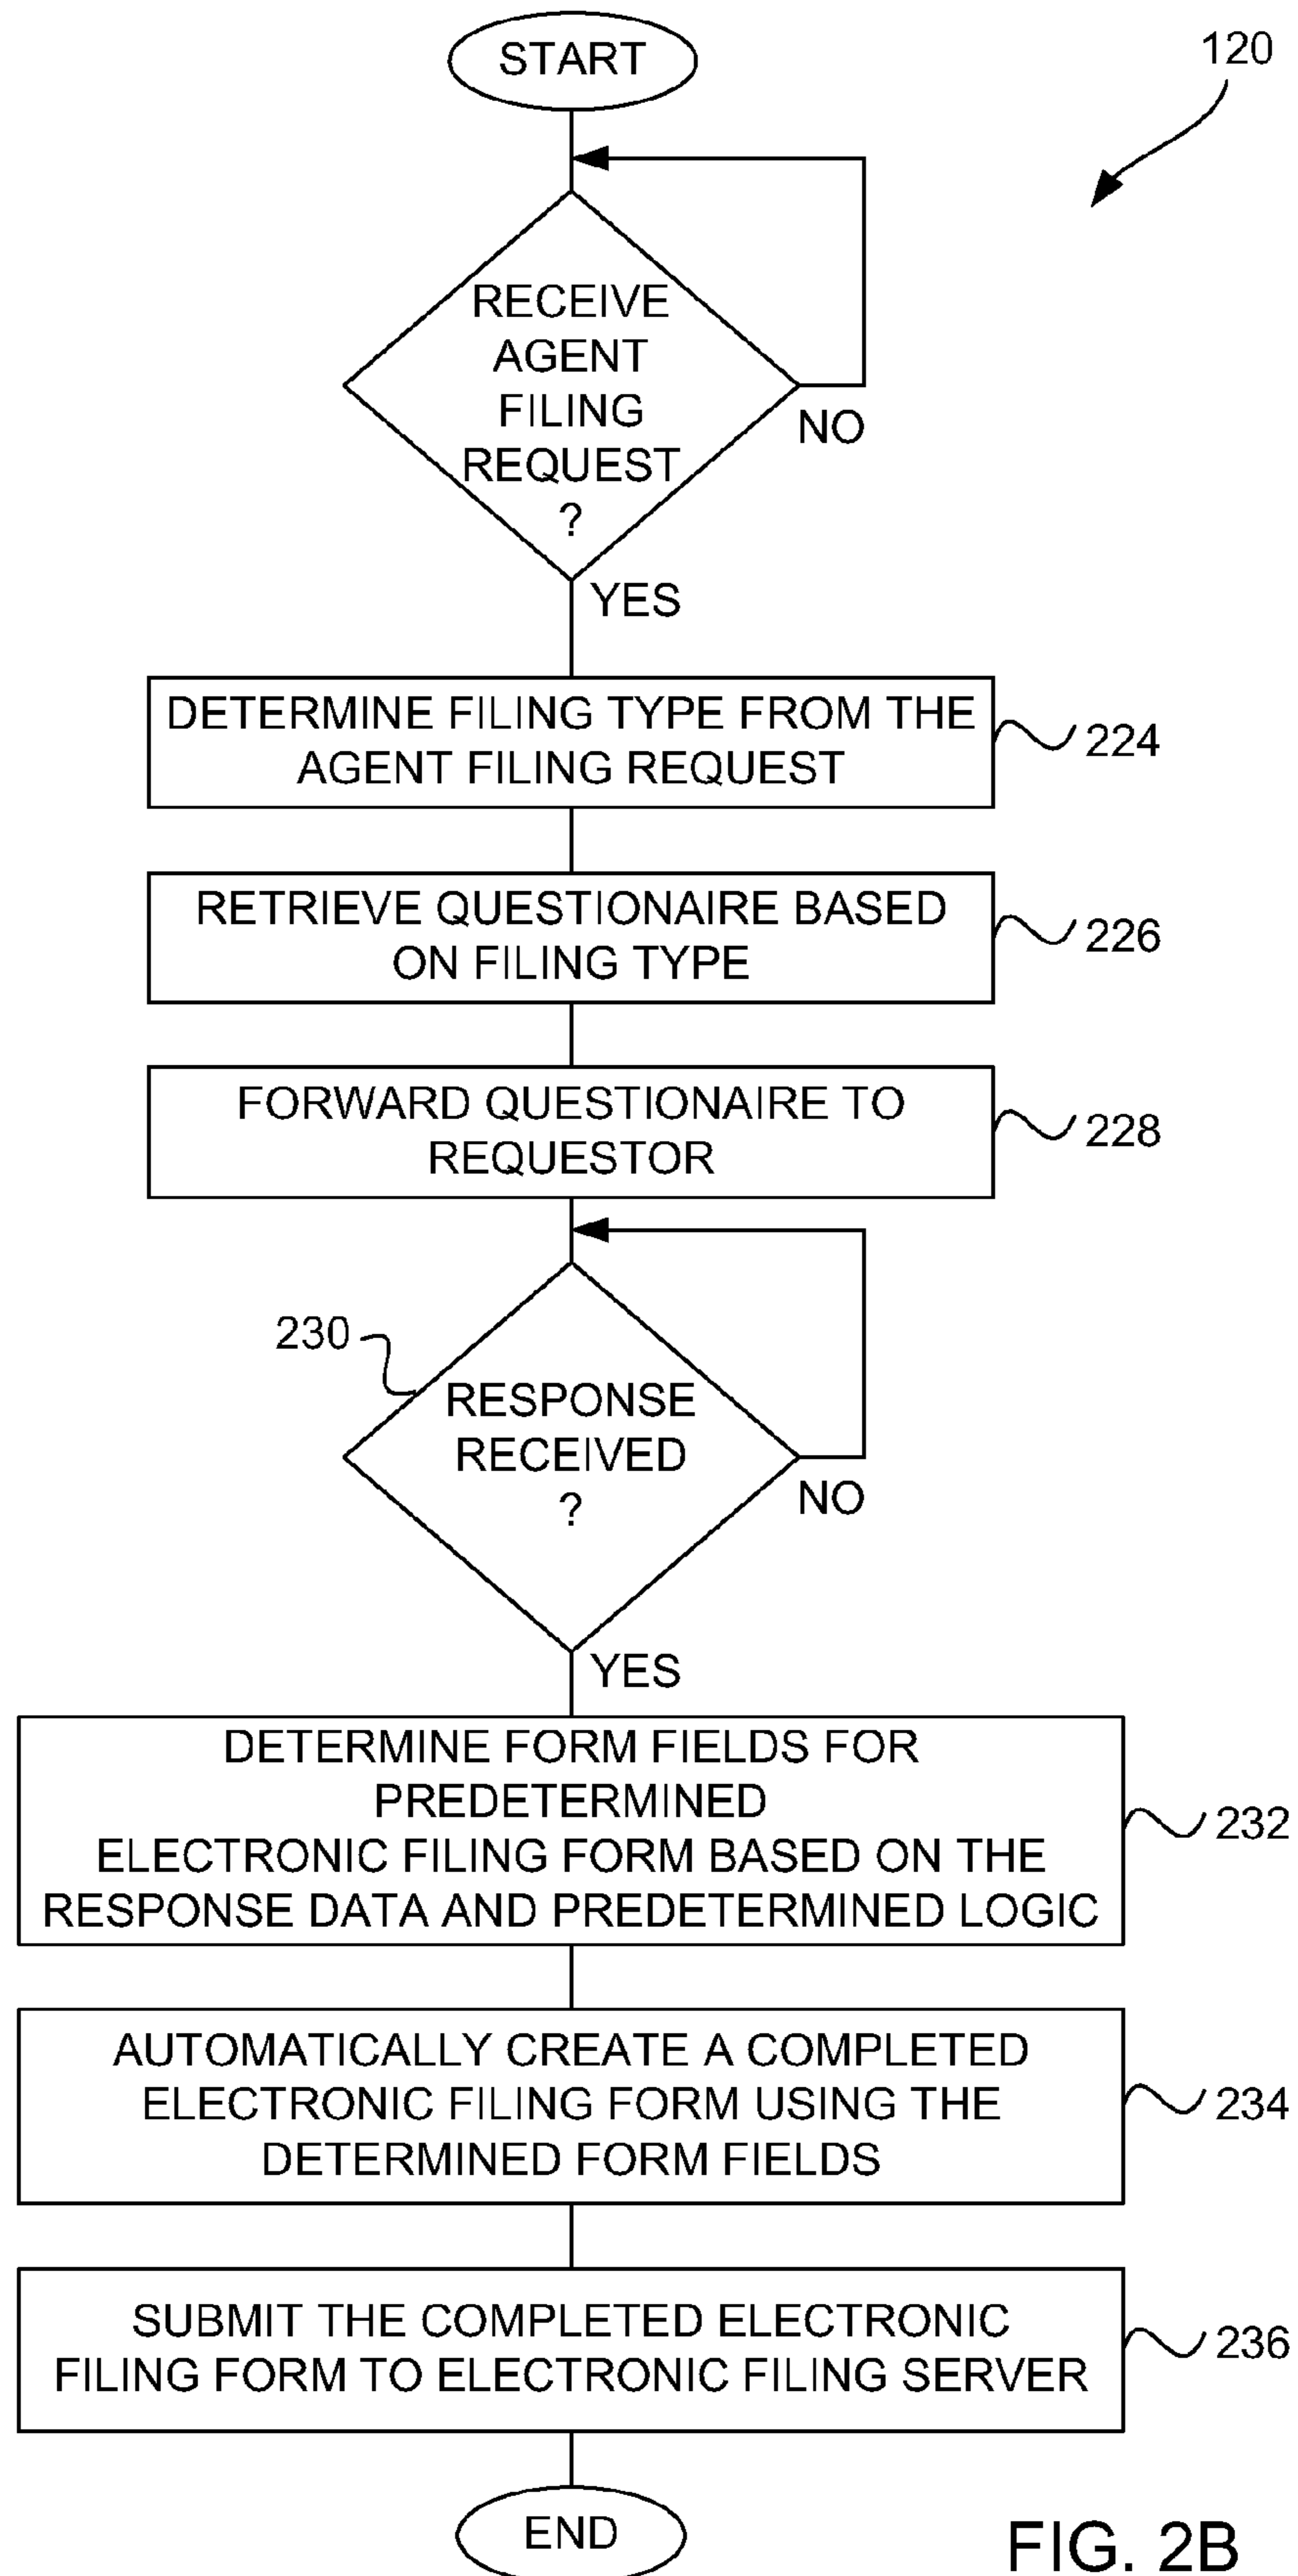 START
120
RECEIVE
AGENT
FILING
REQUEST
?
NO
YES
DETERMINE FILING TYPE FROM THE
AGENT FILING REQUEST
224
RETRIEVE QUESTIONAIRE BASED
ON FILING TYPE
226
FORWARD QUESTIONAIRE TO
REQUESTOR
228
230
RESPONSE
RECEIVED
?
NO
YES
DETERMINE FORM FIELDS FOR
PREDETERMINED
ELECTRONIC FILING FORM BASED ON THE
RESPONSE DATA AND PREDETERMINED LOGIC
232
AUTOMATICALLY CREATE A COMPLETED
ELECTRONIC FILING FORM USING THE
DETERMINED FORM FIELDS
234
SUBMIT THE COMPLETED ELECTRONIC
FILING FORM TO ELECTRONIC FILING SERVER
236
END
FIG. 2B